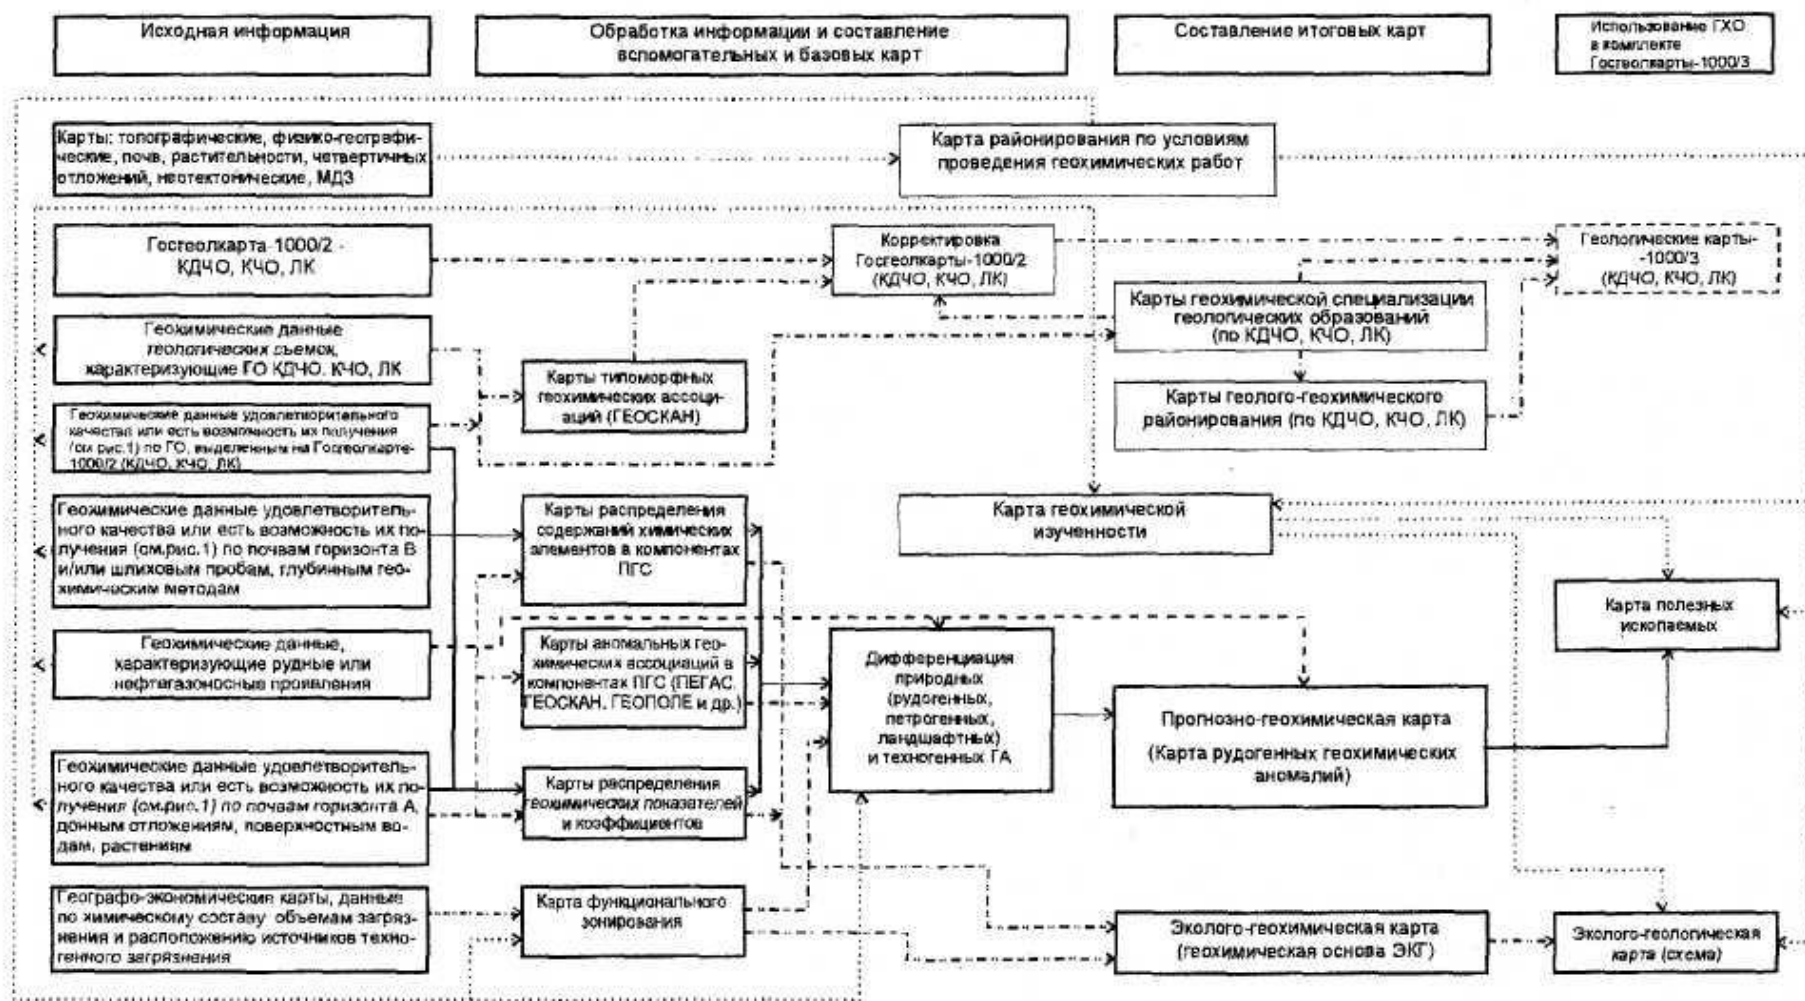 Исходная информация
Обработка информации и составление
вспомогательных и базовых карт
Составление итоговых карт
Использование ГХО
в комплекте
Госгеолкарты-1000/3
Карты: топографические, физико-географи-
ческие, почв, растительности, четвертичных
отложений, неотектонические, МДЗ
Карта районирования по условиям
проведения геохимических работ
Госгеолкарта-1000/2 -
КДЧО, КЧО, ЛК
Корректировка
Госгеолкарты-1000/2
(КДЧО, КЧО, ЛК)
Геологические карты-
-1000/3
(КДЧО, КЧО, ЛК)
Карты геохимической специализации
геологических образований
(по КДЧО, КЧО, ЛК)
Геохимические данные
геологических съемок,
характеризующие ГО КДЧО, КЧО, ЛК
Карты типоморфных
геохимических ассоци-
аций (ГЕОСКАН)
Карты геолого-геохимического
районирования (по КДЧО, КЧО, ЛК)
Геохимические данные удовлетворительного
качества или есть возможность их получения
(см.рис.1) по ГО, выделенным на Госгеолкарте-
1000/2 (КДЧО, КЧО, ЛК)
Геохимические данные удовлетворитель-
ного качества или есть возможность их по-
лучения (см.рис.1) по почвам горизонта В
и/или шлиховым пробам, глубинным гео-
химическим методам
Карты распределения
содержаний химических
элементов в компонентах
ПГС
Карта геохимической
изученности
Карта полезных
ископаемых
Геохимические данные,
характеризующие рудные или
нефтегазоносные проявления
Карты аномальных гео-
химических ассоциаций в
компонентах ПГС (ПЕГАС,
ГЕОСКАН, ГЕОПОЛЕ и др.)
Дифференциация
природных
(рудогенных,
петрогенных,
ландшафтных)
и техногенных ГА
Прогнозно-геохимическая карта
(Карта рудогенных геохимических
аномалий)
Геохимические данные удовлетворитель-
ного качества или есть возможность их по-
лучения (см.рис.1) по почвам горизонта А,
донным отложениям, поверхностным во-
дам, растениям
Карты распределения
геохимических показателей
и коэффициентов
Географо-экономические карты, данные
по химическому составу объемам загряз-
нения и расположению источников техно-
генного загрязнения
Карта функционального
зонирования
Эколого-геохимическая карта
(геохимическая основа ЭКГ)
Эколого-геологическая
карта (схема)